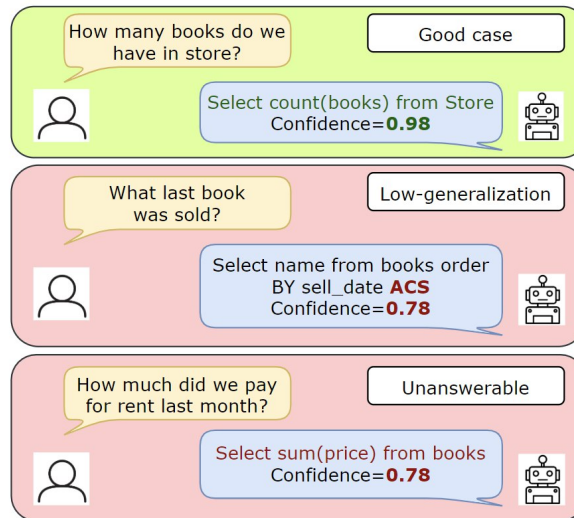 How many books do we
have in store?
Good case
Select count(books) from Store
Confidence=0.98
What last book
was sold?
Low-generalization
Select name from books order
BY sell_date ACS
Confidence=0.78
How much did we pay
for rent last month?
Unanswerable
Select sum(price) from books
Confidence=0.78